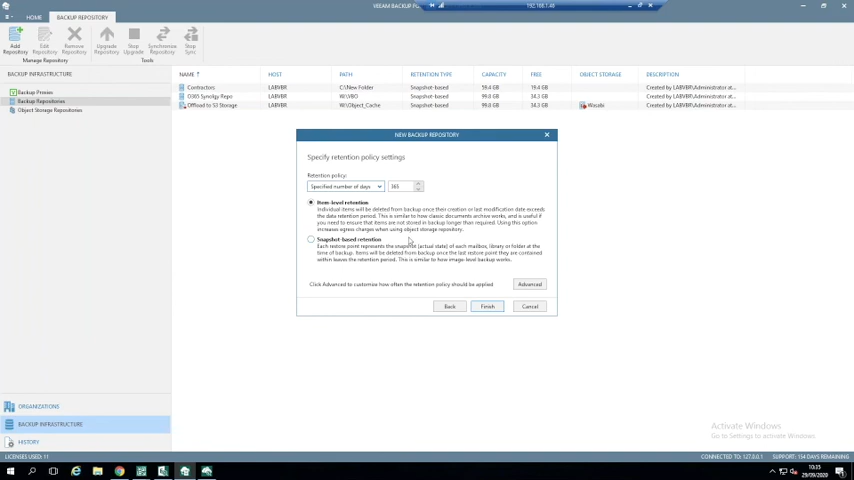 VEEAM BACKUP FO
192.168.1.40
HOME
BACKUP REPOSITORY
Add Repository
Edit Repository
Remove Repository
Upgrade Repository
Stop Upgrade
Synchronize Repository
Stop Sync
Manage Repository
Tools
BACKUP INFRASTRUCTURE
Backup Proxies
Backup Repositories
Object Storage Repositories
NAME ↑ HOST PATH RETENTION TYPE CAPACITY FREE OBJECT STORAGE DESCRIPTION
Contractors LABVBR C:\New Folder Snapshot-based 59.4 GB 19.4 GB Created by LABVBR\Administrator at...
O365 Synology Repo LABVBR W:\VBO Snapshot-based 99.0 GB 34.3 GB Created by LABVBR\Administrator at...
Offload to S3 Storage LABVBR W:\Object_Cache Snapshot-based 99.0 GB 34.3 GB Wasabi Created by LABVBR\Administrator at...
NEW BACKUP REPOSITORY
Specify retention policy settings
Retention policy:
Specified number of days 365
Item-level retention
Individual items will be deleted from backup once their creation or last modification date exceeds
the data retention period. This is similar to how classic documents archive works, and is useful if
you need to ensure that items are not stored in backup longer than required. Using this option
increases egress charges when using object storage repository.
Snapshot-based retention
Each restore point represents the snapshot (actual state) of each mailbox, library or folder at the
time of backup. Items will be deleted from backup once the last restore point they are contained
within leaves the retention period. This is similar to how image-level backup works.
Click Advanced to customize how often the retention policy should be applied
Advanced
Back
Finish
Cancel
Activate Windows
Go to Settings to activate Windows.
ORGANIZATIONS
BACKUP INFRASTRUCTURE
HISTORY
LICENSES USED: 11
CONNECTED TO: 127.0.0.1
SUPPORT: 154 DAYS REMAINING
10:35
29/09/2020